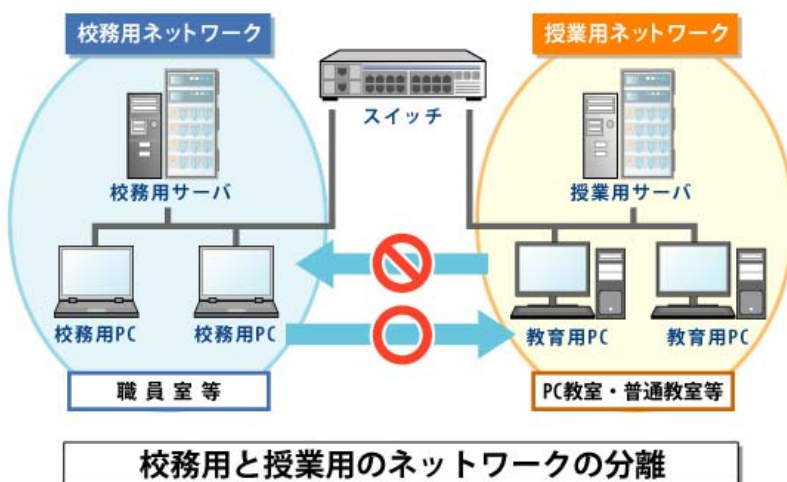 校務用ネットワーク
授業用ネットワーク
スイッチ
校務用サーバ
授業用サーバ
校務用PC
校務用PC
教育用PC
教育用PC
職員室等
PC教室・普通教室等
校務用と授業用のネットワークの分離